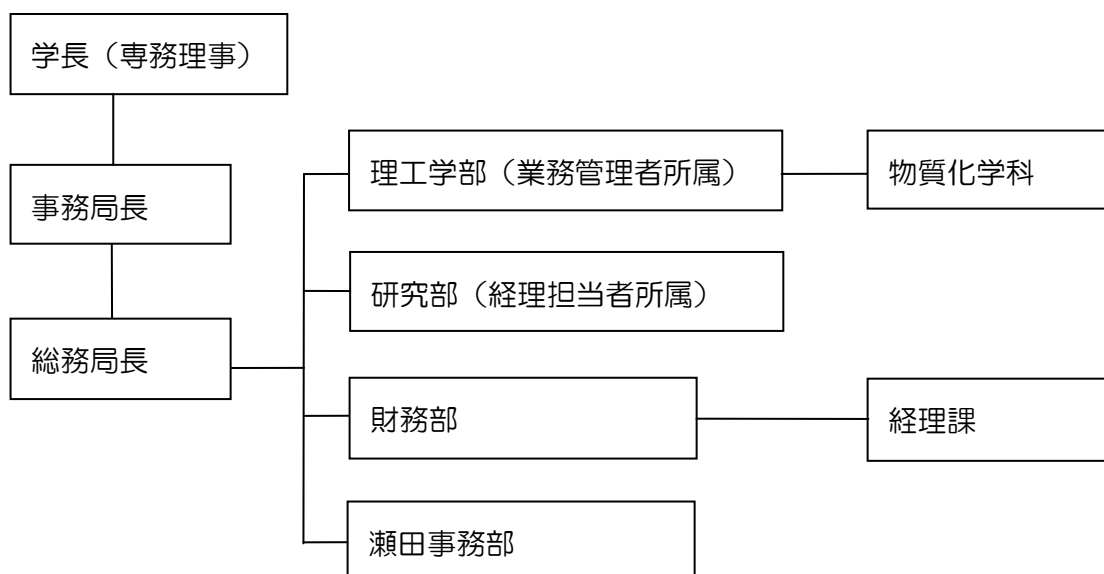 学長（専務理事）
事務局長
総務局長
理工学部（業務管理者所属）
物質化学科
研究部（経理担当者所属）
財務部
経理課
瀬田事務部